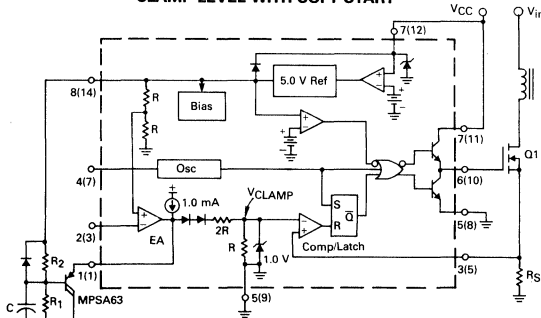 CLAMP LEVEL WITH SOFT START
VCC
Vin
7(12)
8(14)
R
5.0 V Ref
Bias
R
7(11)
Q1
4(7)
Osc
6(10)
1.0 mA
VCLAMP
S
Q
R
5(8)
2(3)
EA
2R
R
1.0 V
Comp/Latch
3(5)
R2
1(1)
MPSA63
5(9)
RS
C
R1